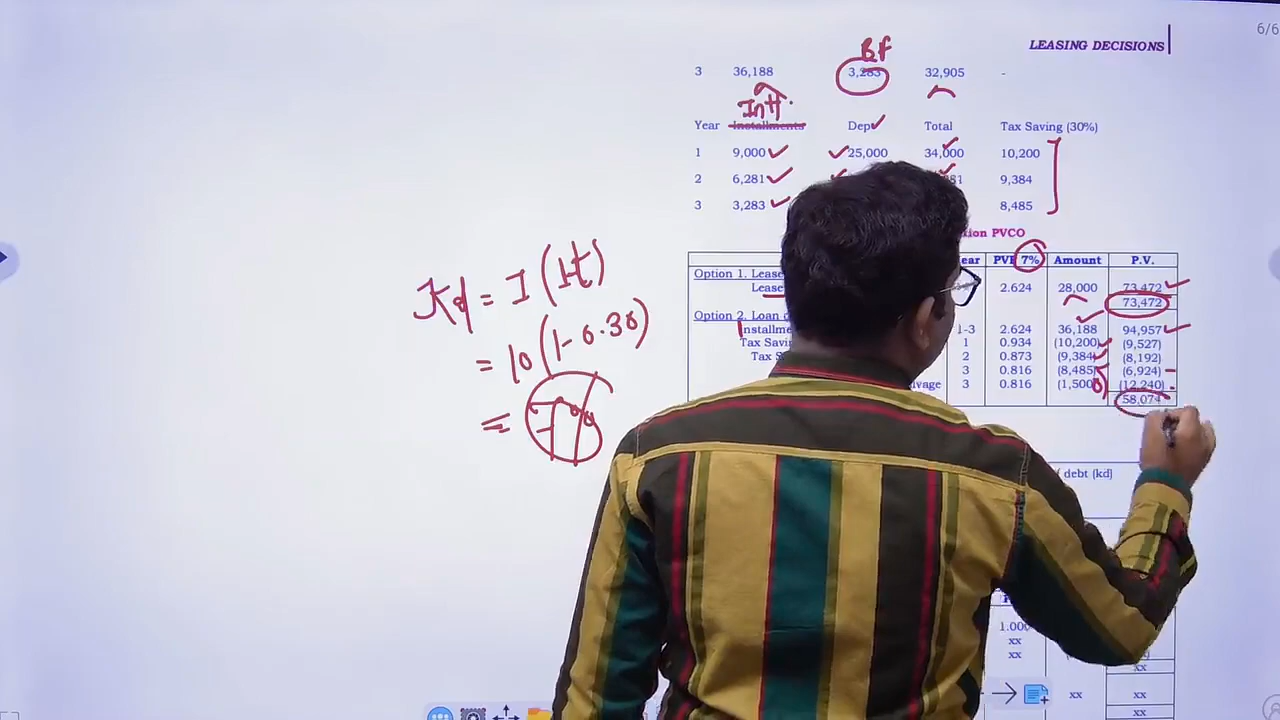 6/6
LEASING DECISIONS
BF
3 36,188 3,283 32,905 -
Intt.
Year Installments Dep Total Tax Saving (30%)
1 9,000 25,000 34,000 10,200
2 6,281 9,384
3 3,283 8,485
PVCO
PVF 7% Amount P.V.
Option 1. Lease
Lease 2.624 28,000 73,472
73,472
Option 2. Loan
1-3 2.624 36,188 94,957
1 0.934 (10,200) (9,527)
2 0.873 (9,384) (8,192)
3 0.816 (8,485) (6,924)
3 0.816 (12,240)
58,074
Kd = I (1-t)
= 10 (1-0.30)
= 7%
debt (kd)
1.000
xx
xx
xx
xx xx
xx